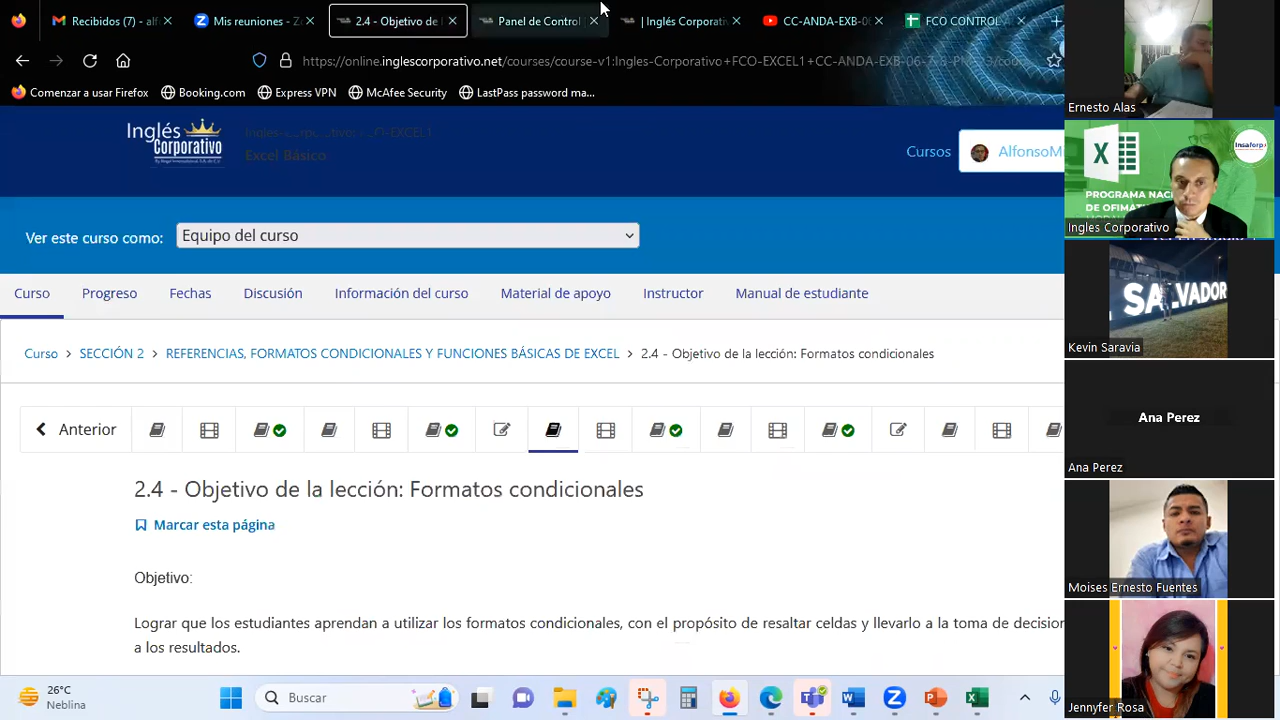 Recibidos (7) - alf
Mis reuniones - Z
2.4 - Objetivo de l
Panel de Control
| Inglés Corporativ
CC-ANDA-EXB-0
FCO CONTROL
https://online.inglescorporativo.net/courses/course-v1:Ingles-Corporativo+FCO-EXCEL1+CC-ANDA-EXB-06
Comenzar a usar Firefox
Booking.com
Express VPN
McAfee Security
LastPass password ma...
Inglés
Corporativo
Excel Básico
Cursos
AlfonsoM
Ver este curso como:
Equipo del curso
Curso
Progreso
Fechas
Discusión
Información del curso
Material de apoyo
Instructor
Manual de estudiante
Curso > SECCIÓN 2 > REFERENCIAS, FORMATOS CONDICIONALES Y FUNCIONES BÁSICAS DE EXCEL > 2.4 - Objetivo de la lección: Formatos condicionales
Anterior
2.4 - Objetivo de la lección: Formatos condicionales
Marcar esta página
Objetivo:
Lograr que los estudiantes aprendan a utilizar los formatos condicionales, con el propósito de resaltar celdas y llevarlo a la toma de decision
a los resultados.
26°C
Neblina
Buscar
Ernesto Alas
X
Insaforp
PROGRAMA NAC
DE OFIMAT
Ingles Corporativo
SALVADOR
Kevin Saravia
Ana Perez
Ana Perez
Moises Ernesto Fuentes
Jennyfer Rosa